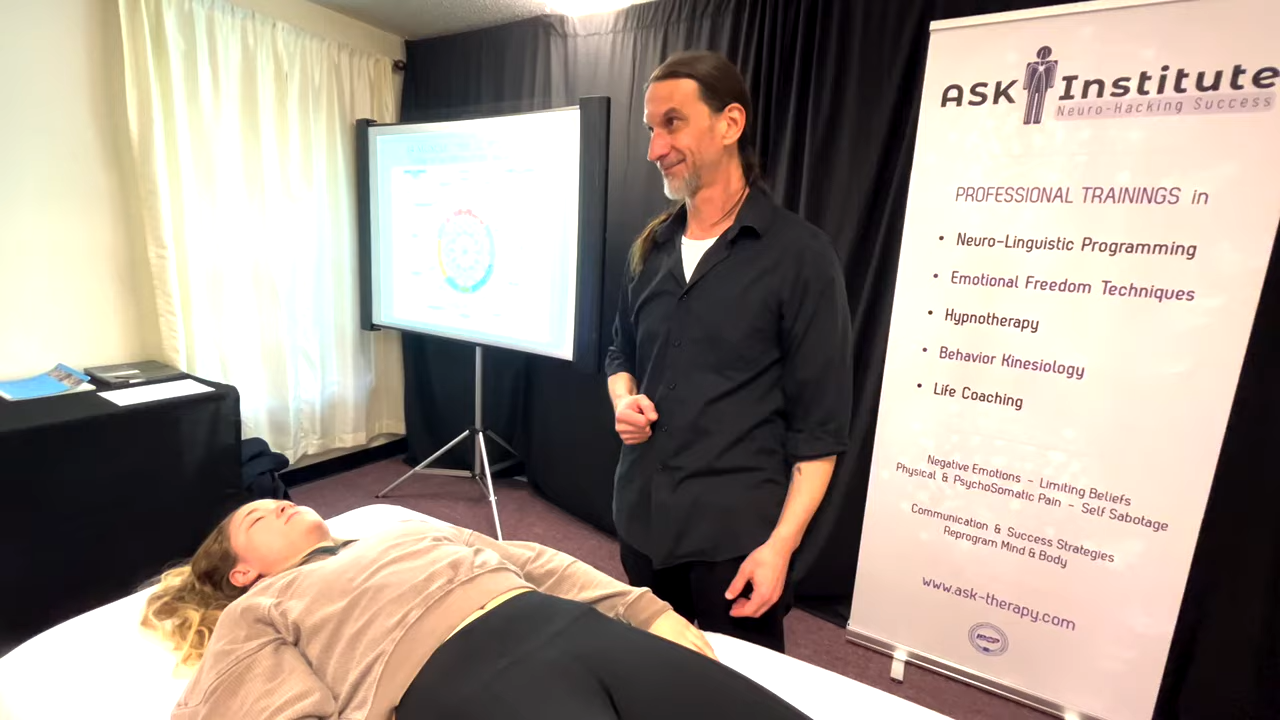 ASK Institute
Neuro-Hacking Success
PROFESSIONAL TRAININGS in
• Neuro-Linguistic Programming
• Emotional Freedom Techniques
• Hypnotherapy
• Behavior Kinesiology
• Life Coaching
Negative Emotions - Limiting Beliefs
Physical & PsychoSomatic Pain - Self Sabotage
Communication & Success Strategies
Reprogram Mind & Body
www.ask-therapy.com